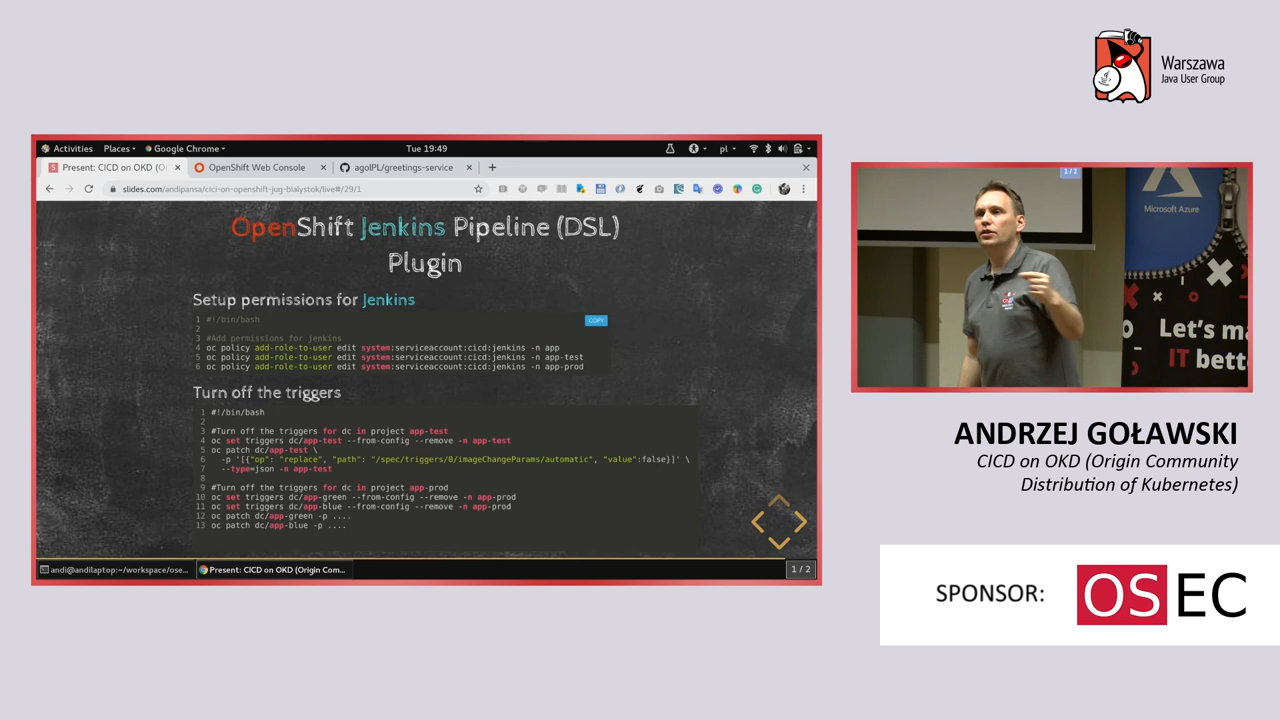 Warszawa
Java User Group
Activities
Places
Google Chrome
Tue 19:49
pl
Present: CICD on OKD (Or
OpenShift Web Console
agolPL/greetings-service
slides.com/andipansa/cici-on-openshift-jug-bialystok/live#/29/1
OpenShift Jenkins Pipeline (DSL)
Plugin
Setup permissions for Jenkins
COPY
1 #!/bin/bash
2
3 #Add permissions for jenkins
4 oc policy add-role-to-user edit system:serviceaccount:cicd:jenkins -n app
5 oc policy add-role-to-user edit system:serviceaccount:cicd:jenkins -n app-test
6 oc policy add-role-to-user edit system:serviceaccount:cicd:jenkins -n app-prod
Turn off the triggers
1 #!/bin/bash
2
3 #Turn off the triggers for dc in project app-test
4 oc set triggers dc/app-test --from-config --remove -n app-test
5 oc patch dc/app-test \
6 -p '[{"op": "replace", "path": "/spec/triggers/0/imageChangeParams/automatic", "value":false}]' \
7 --type=json -n app-test
8
9 #Turn off the triggers for dc in project app-prod
10 oc set triggers dc/app-green --from-config --remove -n app-prod
11 oc set triggers dc/app-blue --from-config --remove -n app-prod
12 oc patch dc/app-green -p ....
13 oc patch dc/app-blue -p ....
andi@andilaptop:~/workspace/ose...
Present: CICD on OKD (Origin Com...
1 / 2
1 / 2
Microsoft Azure
Let's ma
IT bette
ANDRZEJ GOŁAWSKI
CICD on OKD (Origin Community
Distribution of Kubernetes)
SPONSOR:
OSEC